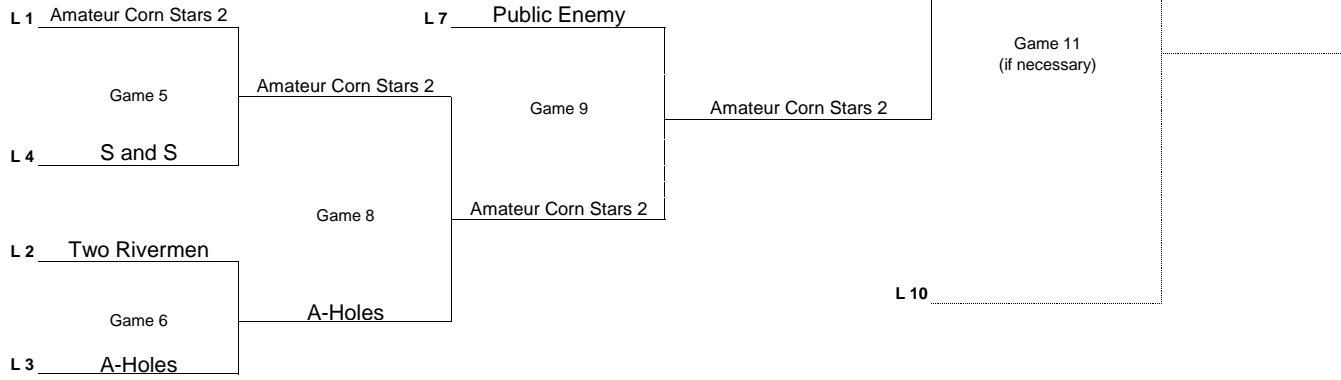 L 1 Amateur Corn Stars 2
L 7 Public Enemy
Game 11
(if necessary)
Game 5
Amateur Corn Stars 2
Game 9
Amateur Corn Stars 2
L 4 S and S
Game 8
Amateur Corn Stars 2
L 2 Two Rivermen
L 10
Game 6
A-Holes
L 3 A-Holes